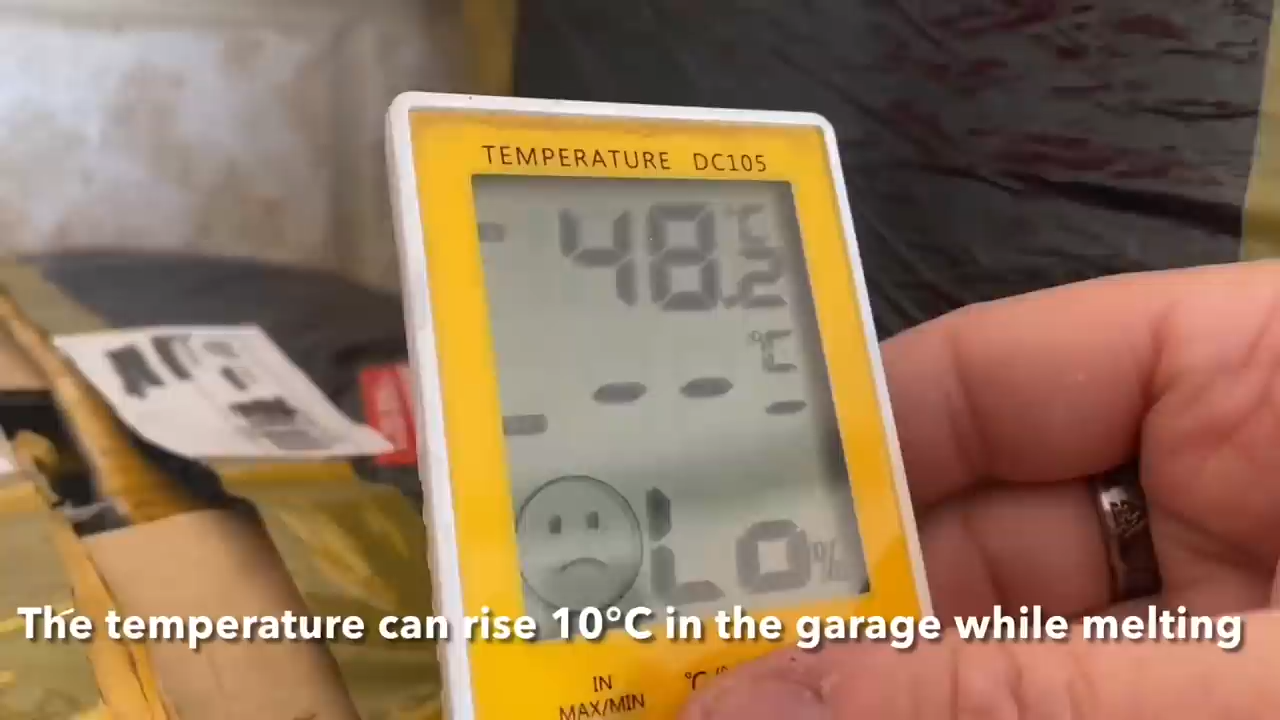 TEMPERATURE DC105
48.2 °C
°C
-- -
Lo %
The temperature can rise 10°C in the garage while melting
IN
MAX/MIN